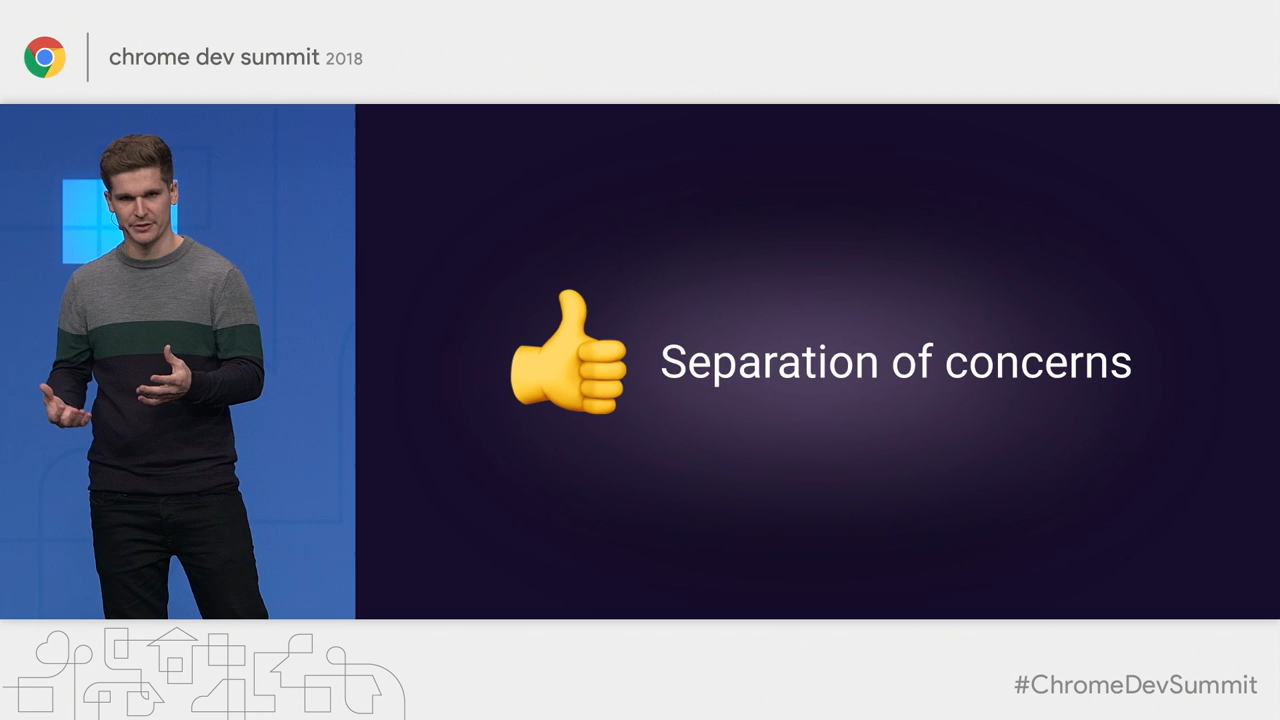 chrome dev summit 2018
Separation of concerns
#ChromeDevSummit